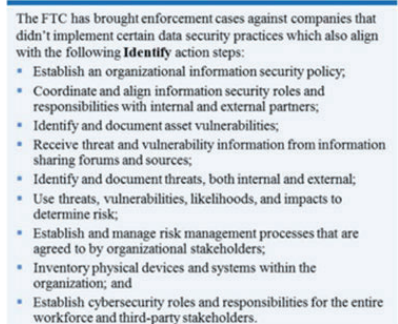 The FTC has brought enforcement cases against companies that
didn't implement certain data security practices which also align
with the following Identify action steps:
▪ Establish an organizational information security policy;
▪ Coordinate and align information security roles and
responsibilities with internal and external partners;
▪ Identify and document asset vulnerabilities;
▪ Receive threat and vulnerability information from information
sharing forums and sources;
▪ Identify and document threats, both internal and external;
▪ Use threats, vulnerabilities, likelihoods, and impacts to
determine risk;
▪ Establish and manage risk management processes that are
agreed to by organizational stakeholders;
▪ Inventory physical devices and systems within the
organization; and
▪ Establish cybersecurity roles and responsibilities for the entire
workforce and third-party stakeholders.